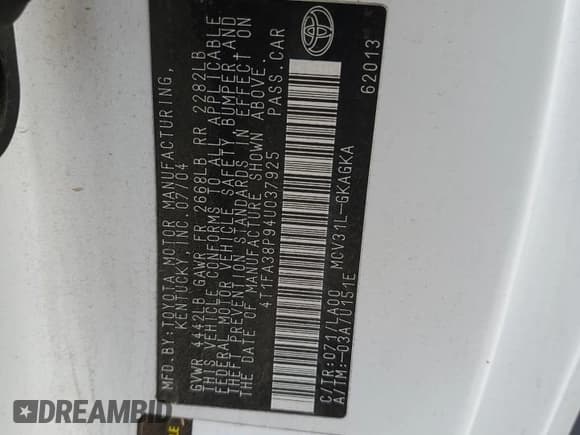 MFD.BY:TOYOTA MOTOR MANUFACTURING,
KENTUCKY, INC.07/04
GVWR 4442LB GAWR FR 2668LB RR 2282LB
THIS VEHICLE CONFORMS TO ALL APPLICABLE
FEDERAL MOTOR VEHICLE SAFETY, BUMPER, AND
THEFT PREVENTION STANDARDS IN EFFECT ON
THE DATE OF MANUFACTURE SHOWN ABOVE.
4T1FA38P94U037925 PASS.CAR
C/TR:071/LA00 MCV31L-GKAGKA
A/TM:-03A/U151E
62013
DREAMBID